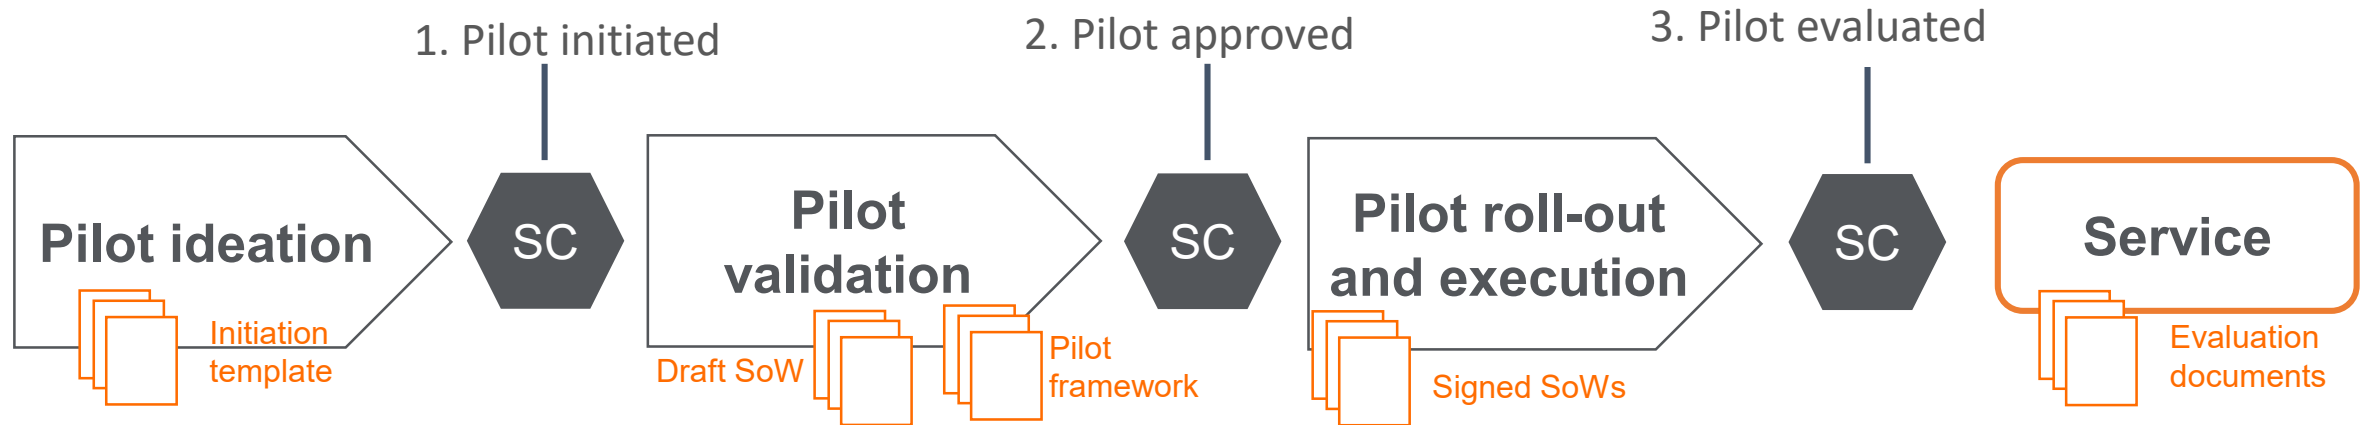 1. Pilot initiated
2. Pilot approved
3. Pilot evaluated
Pilot ideation
SC
Pilot
validation
SC
Pilot roll-out
and execution
SC
Service
Initiation
template
Draft SoW
Pilot
framework
Signed SoWs
Evaluation
documents